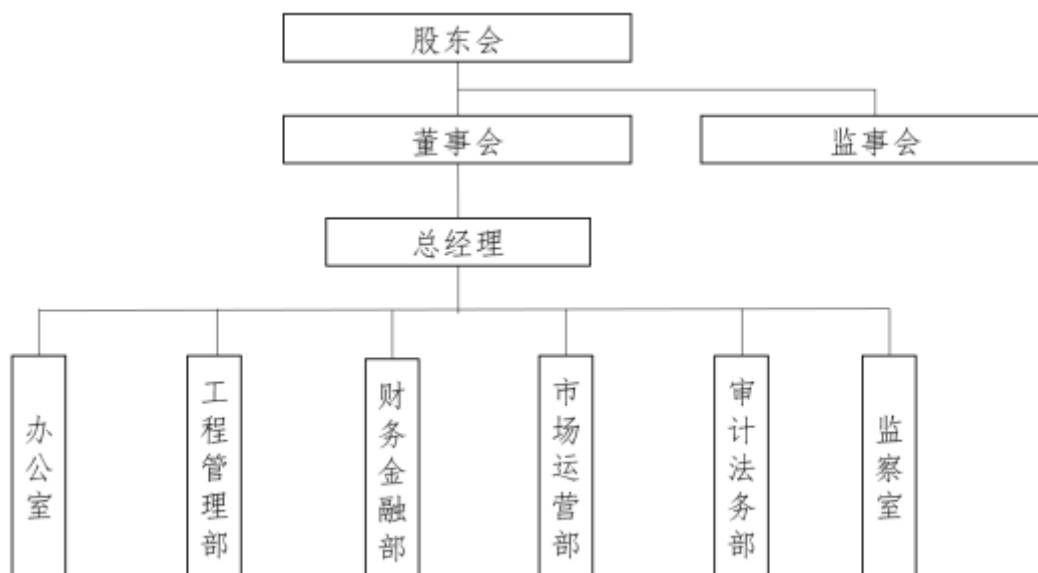 股东会
董事会
监事会
总经理
办公室
工程管理部
财务金融部
市场运营部
审计法务部
监察室